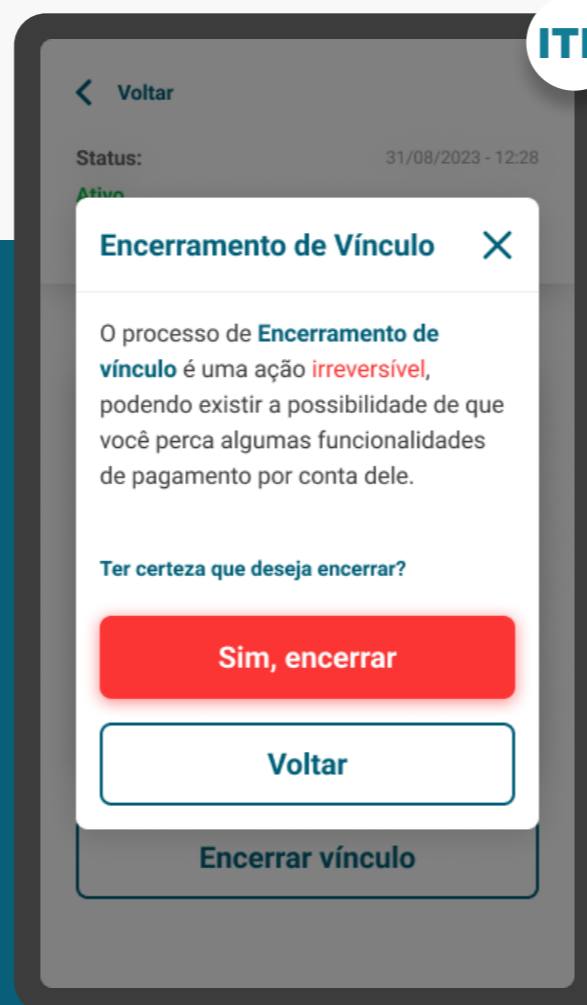 ITI
Voltar
Status:
31/08/2023 - 12:28
Ativo
Encerramento de Vínculo
O processo de Encerramento de
vínculo é uma ação irreversível,
podendo existir a possibilidade de que
você perca algumas funcionalidades
de pagamento por conta dele.
Ter certeza que deseja encerrar?
Sim, encerrar
Voltar
Encerrar vínculo